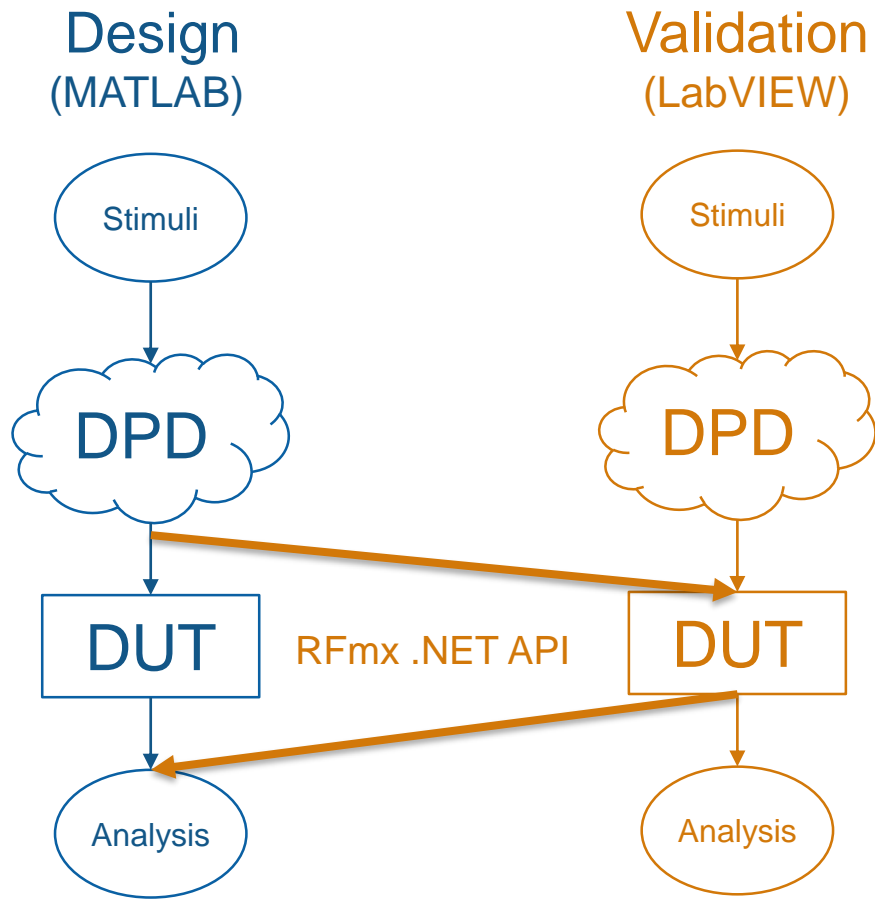 Design
(MATLAB)
Validation
(LabVIEW)
Stimuli
Stimuli
DPD
DPD
DUT
RFmx .NET API
DUT
Analysis
Analysis